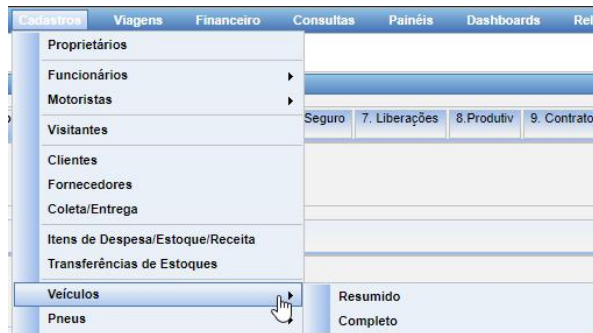 Cadastros Viagens Financeiro Consultas Painéis Dashboards
Proprietários
Funcionários
Motoristas
Seguro 7. Liberações 8.Produtiv 9. Contrato
Visitantes
Clientes
Fornecedores
Coleta/Entrega
Itens de Despesa/Estoque/Receita
Transferências de Estoques
Veículos
Resumido
Pneus
Completo